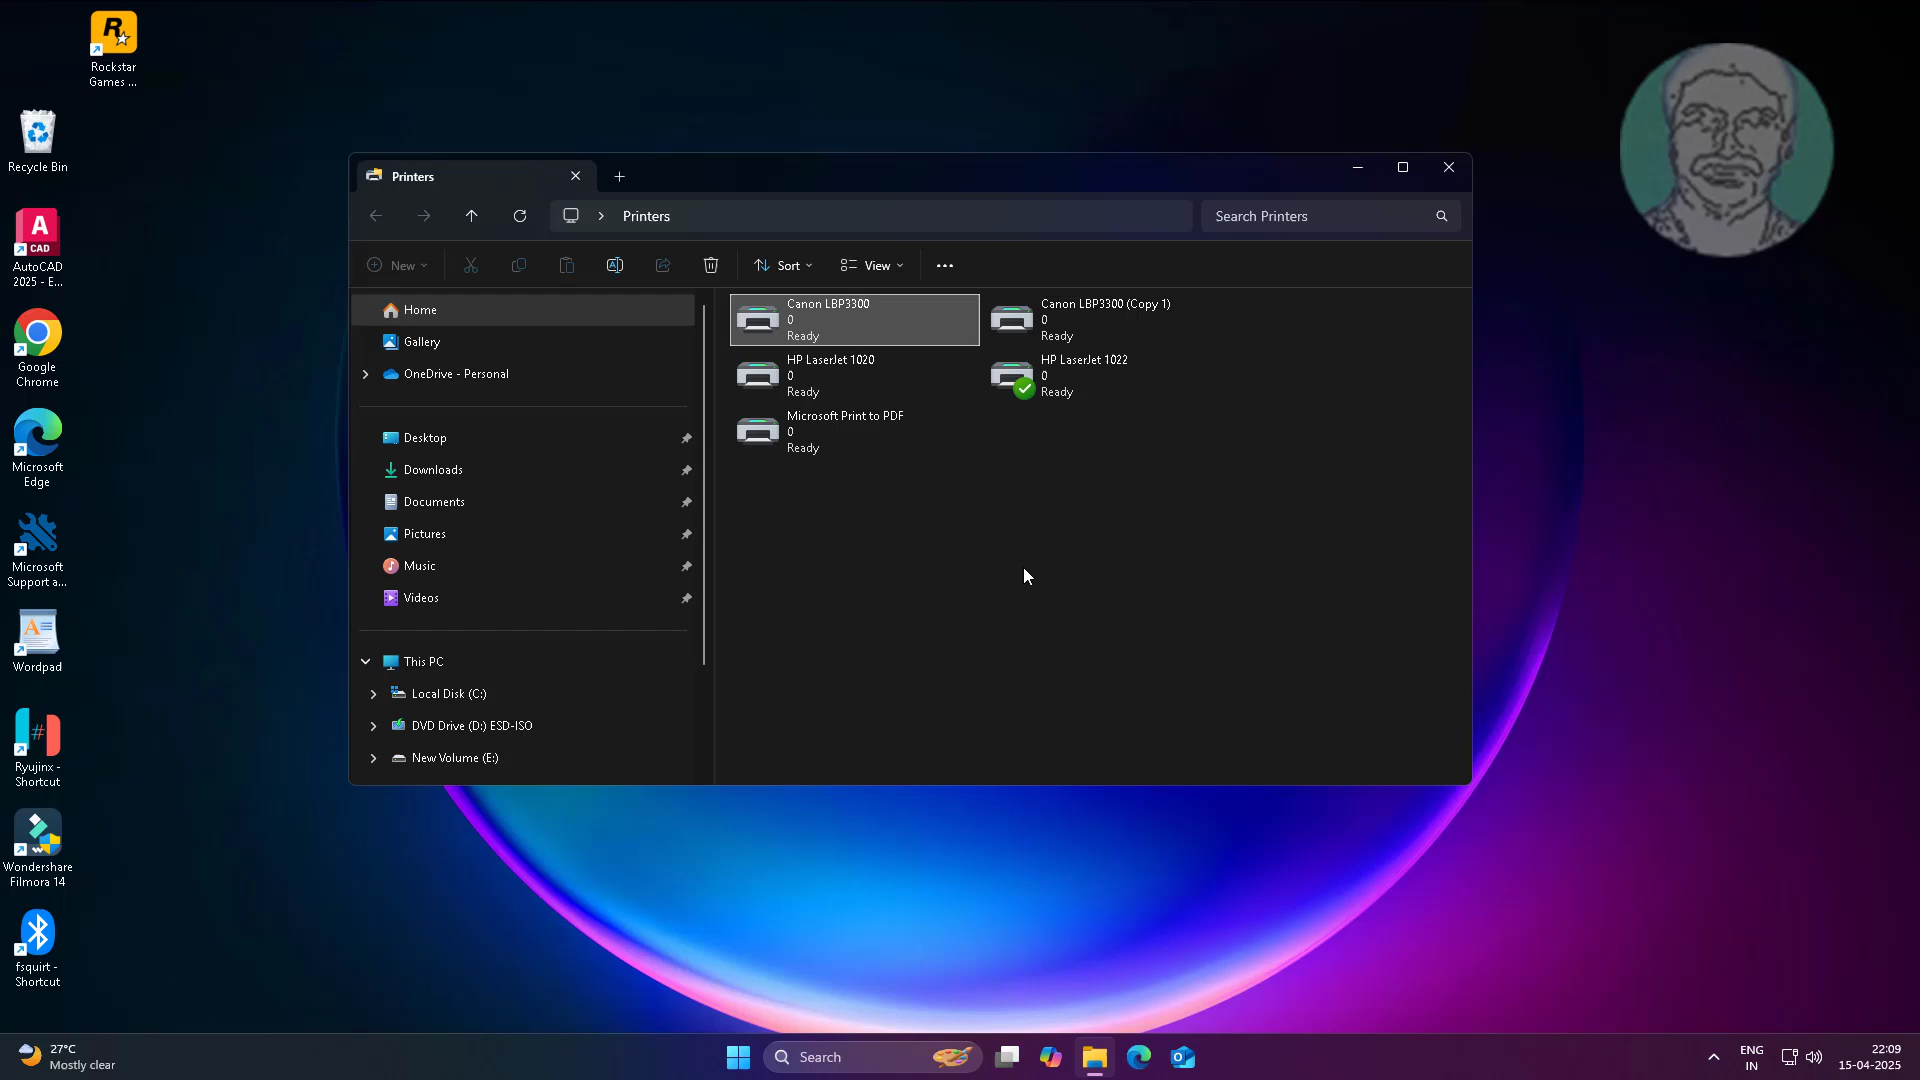 Rockstar
Games ...
Recycle Bin
AutoCAD
2025 - E...
Google
Chrome
Microsoft
Edge
Microsoft
Support a...
Wordpad
Ryujinx -
Shortcut
Wondershare
Filmora 14
fsquirt -
Shortcut
Printers
Printers
Search Printers
New
Sort
View
Home
Gallery
OneDrive - Personal
Desktop
Downloads
Documents
Pictures
Music
Videos
This PC
Local Disk (C:)
DVD Drive (D:) ESD-ISO
New Volume (E:)
Canon LBP3300
0
Ready
Canon LBP3300 (Copy 1)
0
Ready
HP LaserJet 1020
0
Ready
HP LaserJet 1022
0
Ready
Microsoft Print to PDF
0
Ready
27°C
Mostly clear
Search
ENG
IN
22:09
15-04-2025